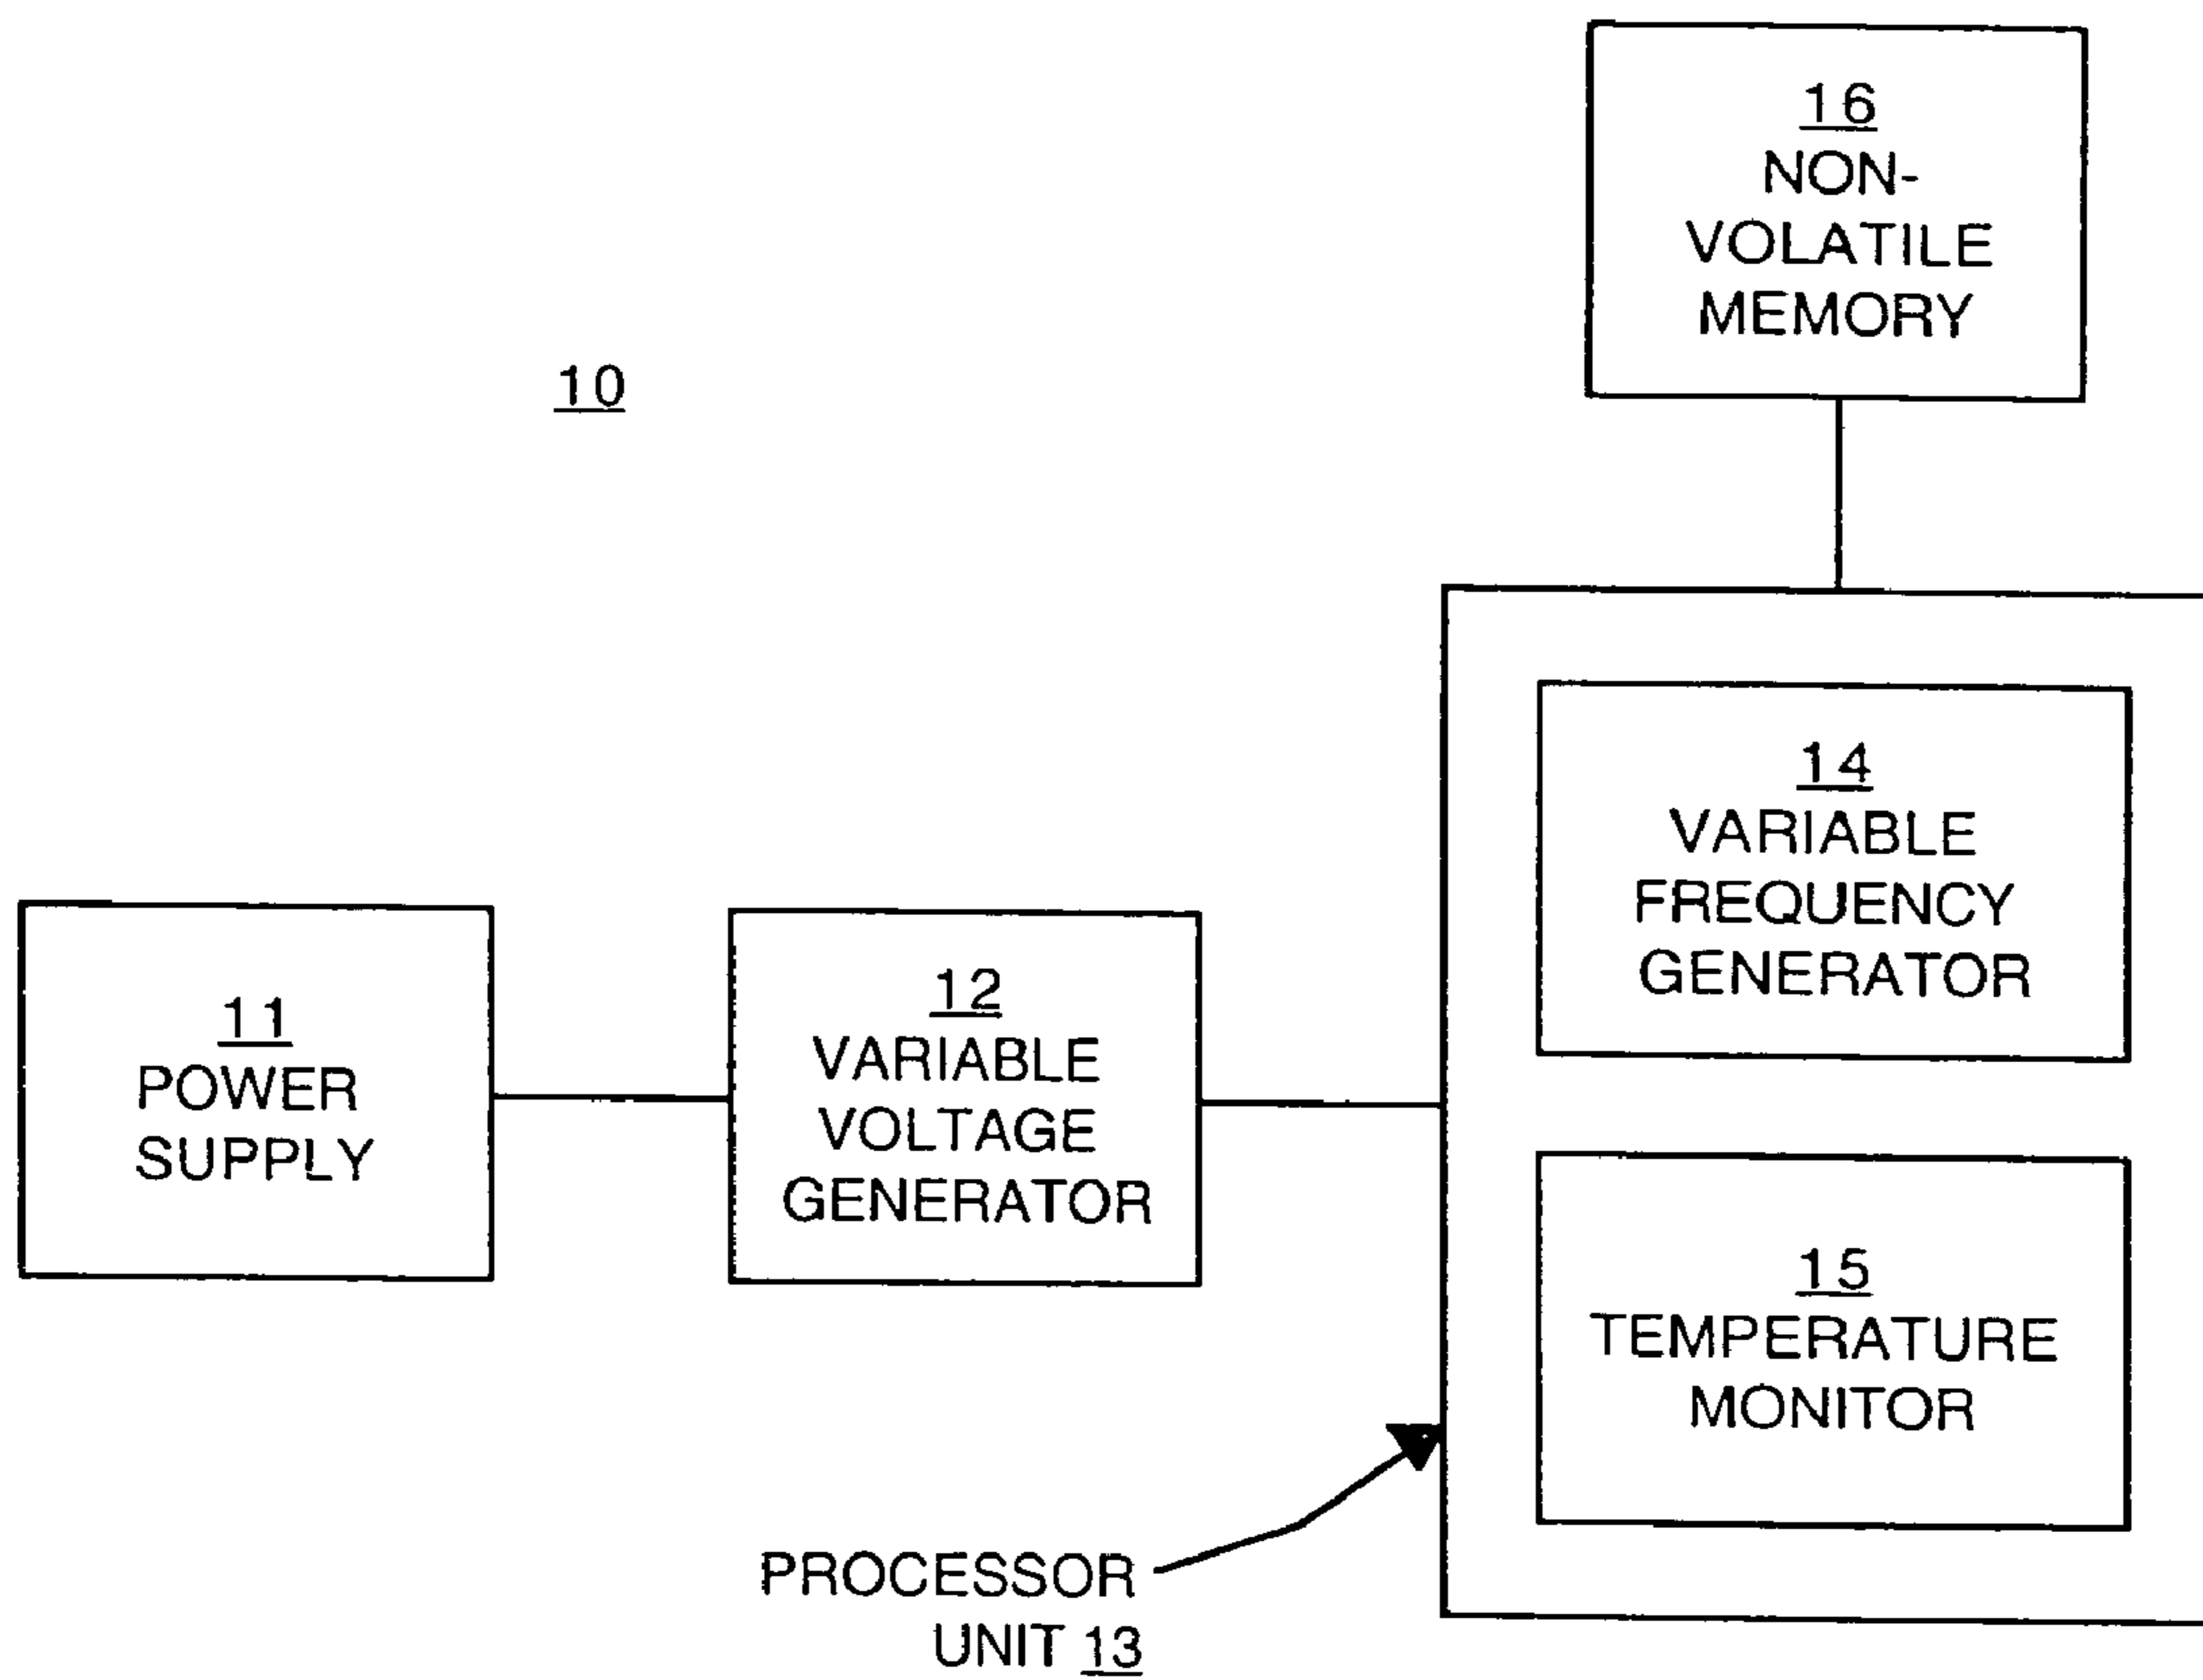 16
NON-
VOLATILE
MEMORY
10
14
VARIABLE
FREQUENCY
GENERATOR
11
POWER
SUPPLY
12
VARIABLE
VOLTAGE
GENERATOR
15
TEMPERATURE
MONITOR
PROCESSOR
UNIT 13